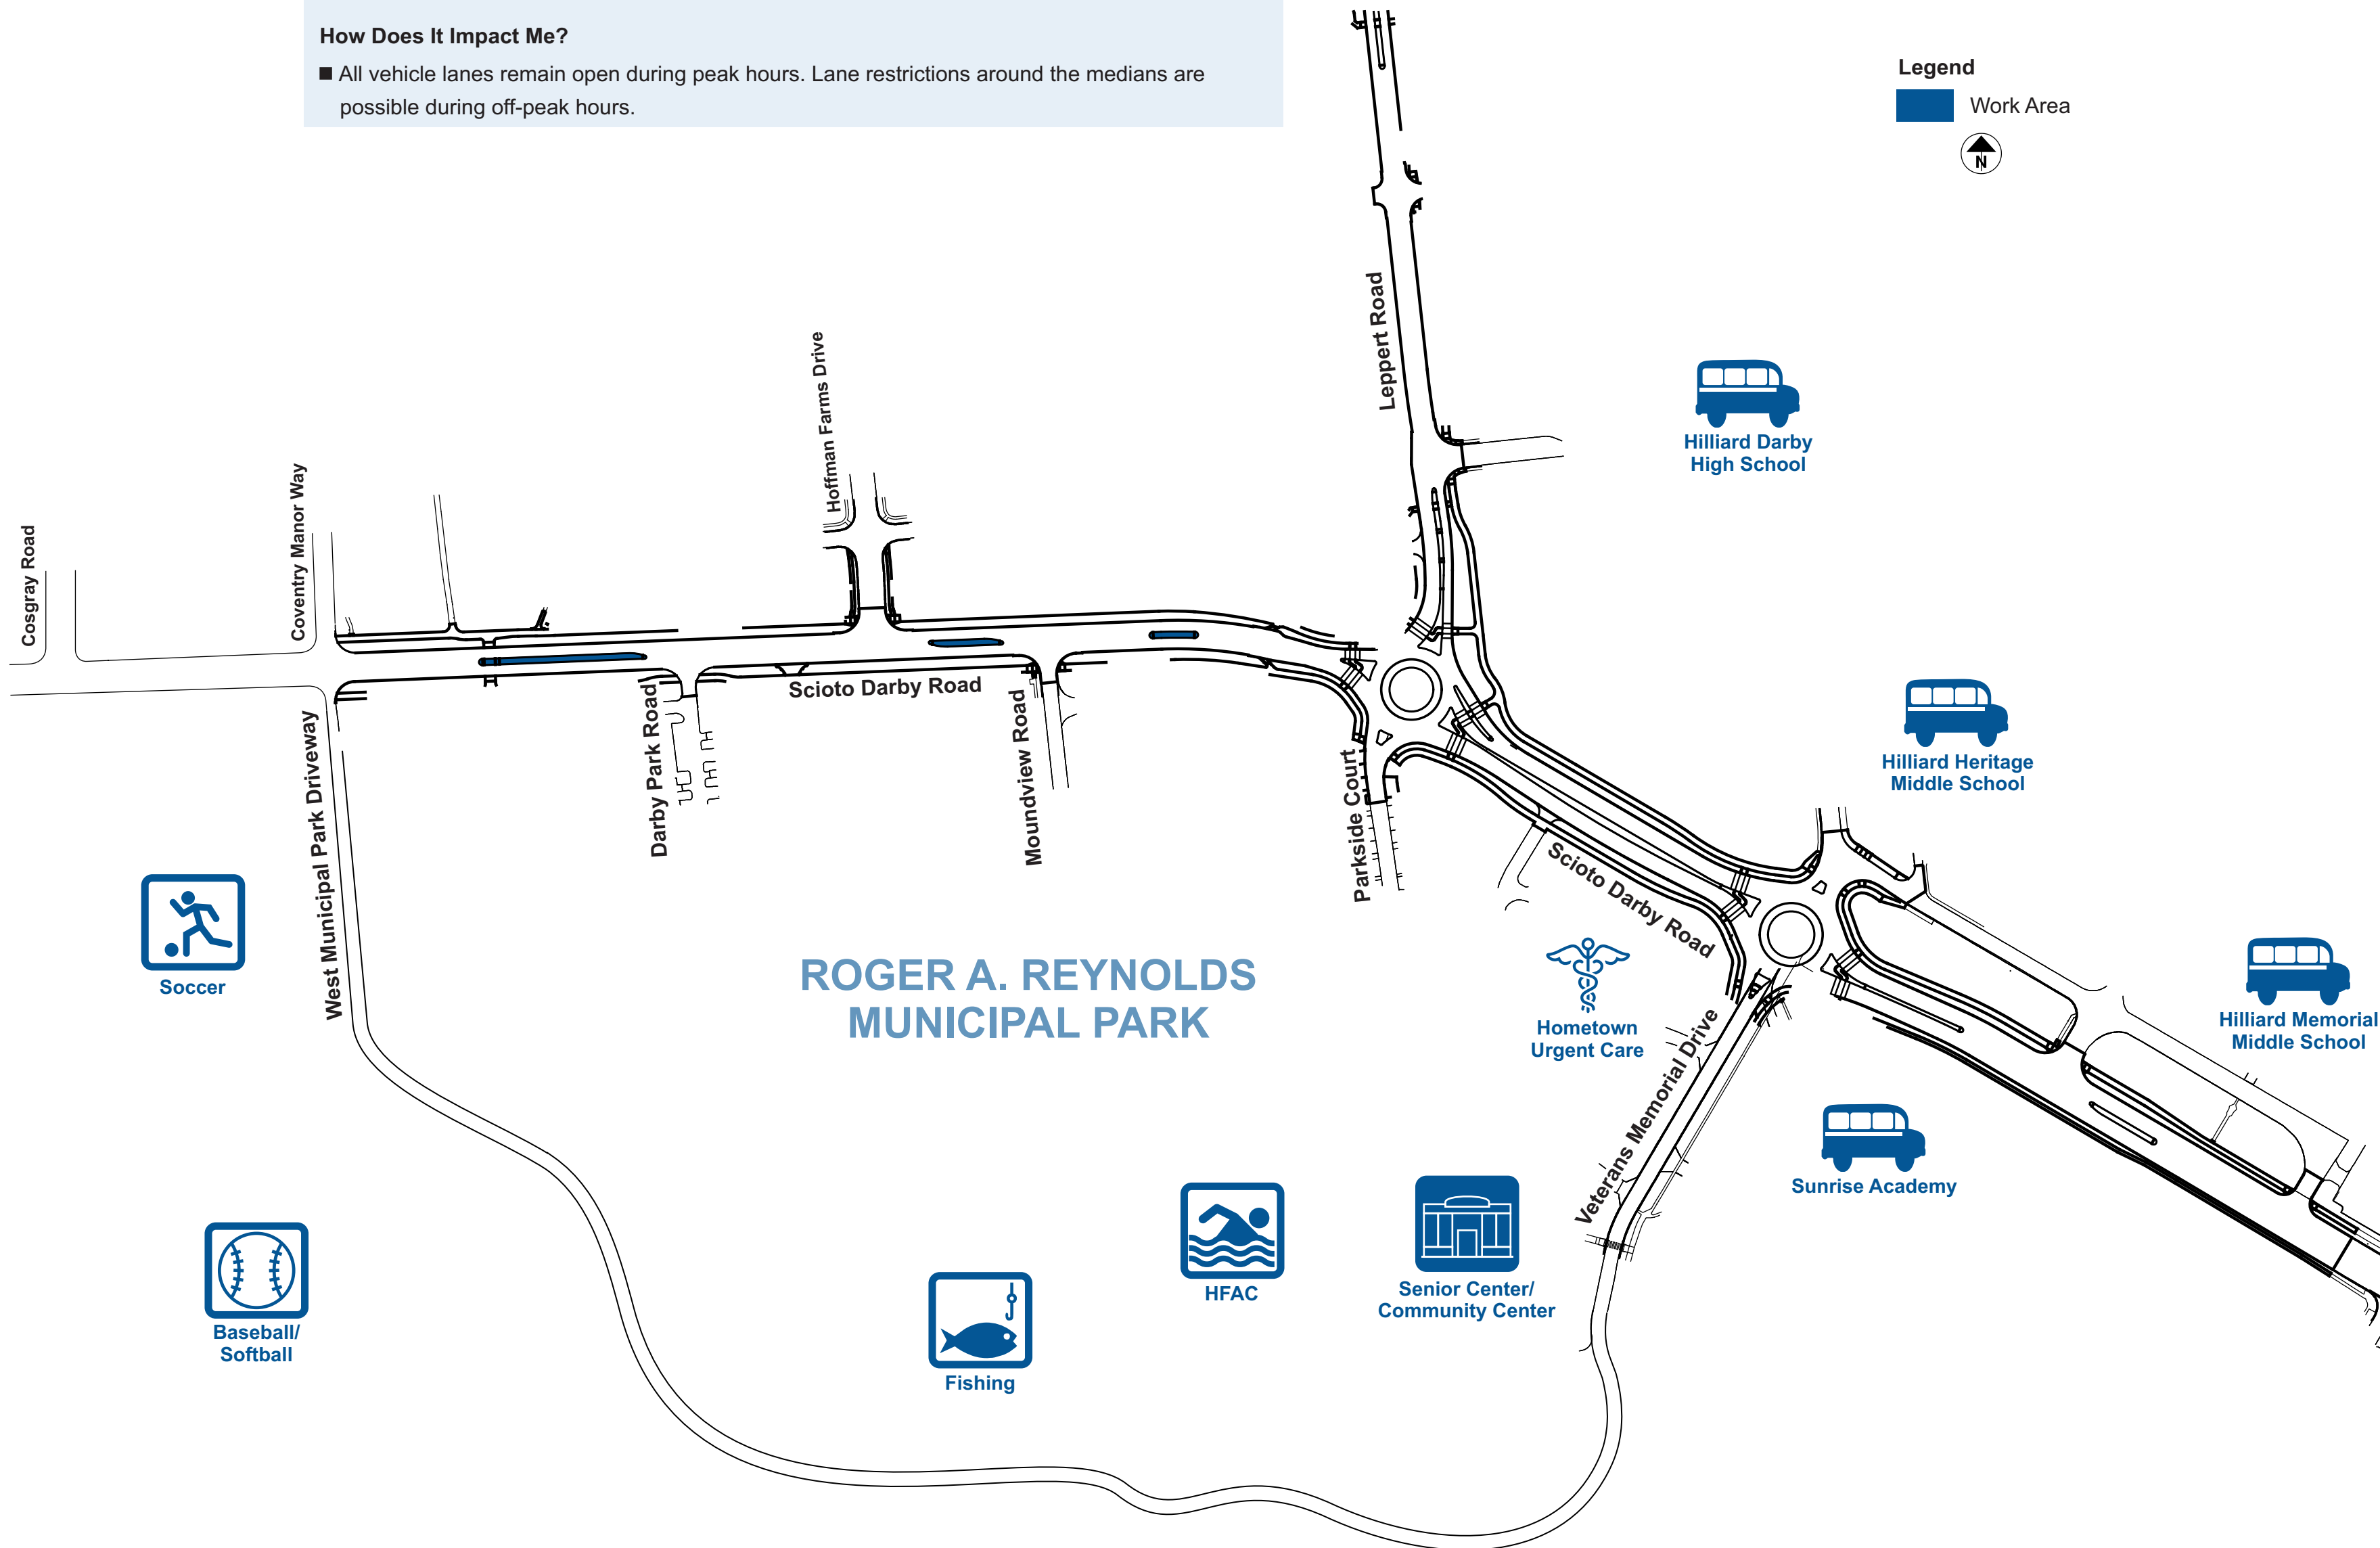 How Does It Impact Me?
■ All vehicle lanes remain open during peak hours. Lane restrictions around the medians are
possible during off-peak hours.
Legend
Work Area
N
Leppert Road
Hoffman Farms Drive
Hilliard Darby
High School
Coventry Manor Way
Cosgray Road
Scioto Darby Road
Darby Park Road
Moundview Road
West Municipal Park Driveway
Parkside Court
Hilliard Heritage
Middle School
Scioto Darby Road
Soccer
ROGER A. REYNOLDS
MUNICIPAL PARK
Hometown
Urgent Care
Veterans Memorial Drive
Hilliard Memorial
Middle School
Sunrise Academy
Baseball/
Softball
Fishing
HFAC
Senior Center/
Community Center